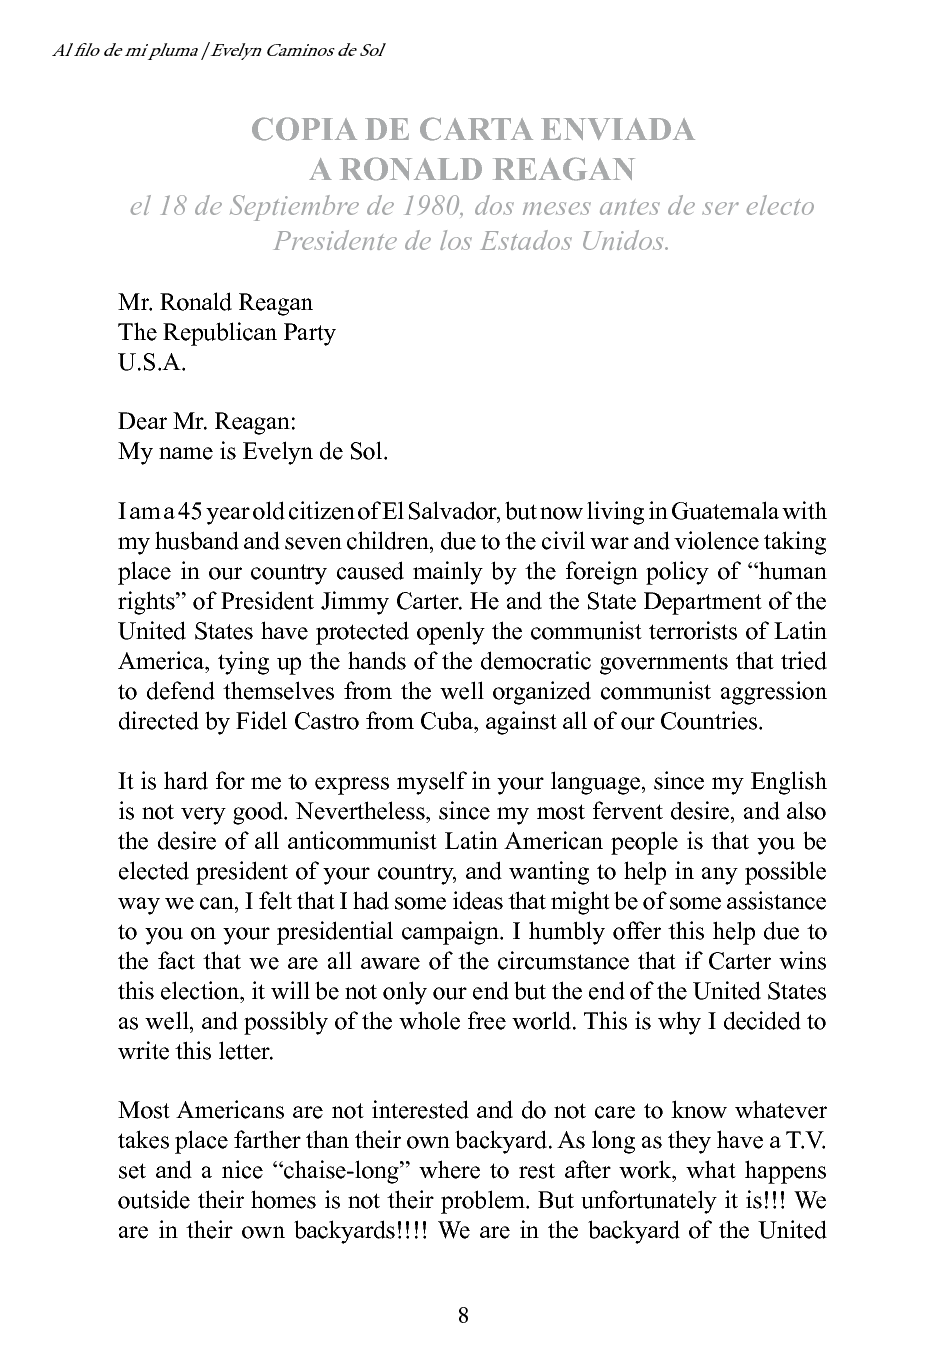 Al filo de mi pluma | Evelyn Caminos de Sol
COPIA DE CARTA ENVIADA
A RONALD REAGAN
el 18 de Septiembre de 1980, dos meses antes de ser electo
Presidente de los Estados Unidos.
Mr. Ronald Reagan
The Republican Party
U.S.A.
Dear Mr. Reagan:
My name is Evelyn de Sol.
I am a 45 year old citizen of El Salvador, but now living in Guatemala with
my husband and seven children, due to the civil war and violence taking
place in our country caused mainly by the foreign policy of “human
rights” of President Jimmy Carter. He and the State Department of the
United States have protected openly the communist terrorists of Latin
America, tying up the hands of the democratic governments that tried
to defend themselves from the well organized communist aggression
directed by Fidel Castro from Cuba, against all of our Countries.
It is hard for me to express myself in your language, since my English
is not very good. Nevertheless, since my most fervent desire, and also
the desire of all anticommunist Latin American people is that you be
elected president of your country, and wanting to help in any possible
way we can, I felt that I had some ideas that might be of some assistance
to you on your presidential campaign. I humbly offer this help due to
the fact that we are all aware of the circumstance that if Carter wins
this election, it will be not only our end but the end of the United States
as well, and possibly of the whole free world. This is why I decided to
write this letter.
Most Americans are not interested and do not care to know whatever
takes place farther than their own backyard. As long as they have a T.V.
set and a nice “chaise-long” where to rest after work, what happens
outside their homes is not their problem. But unfortunately it is!!! We
are in their own backyards!!!! We are in the backyard of the United
8